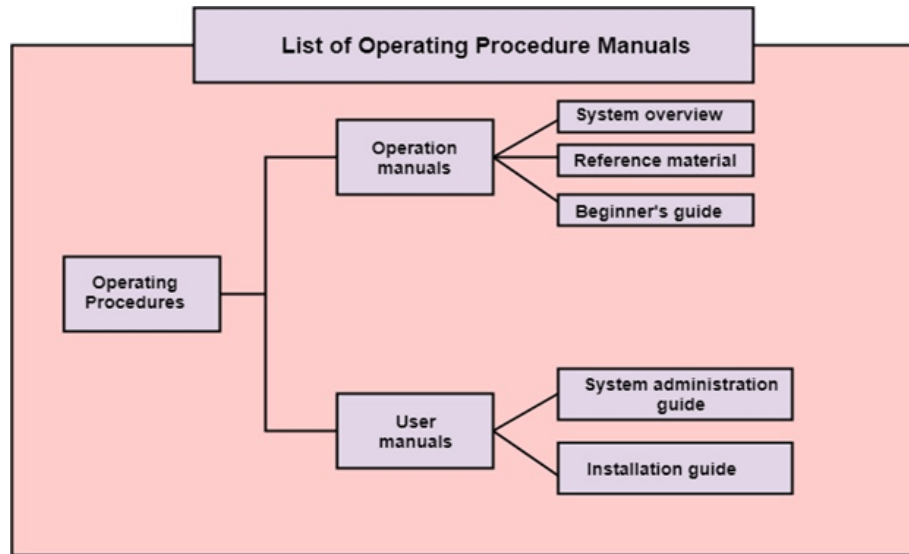 List of Operating Procedure Manuals
System overview
Operation
manuals
Reference material
Beginner's guide
Operating
Procedures
System administration
guide
User
manuals
Installation guide